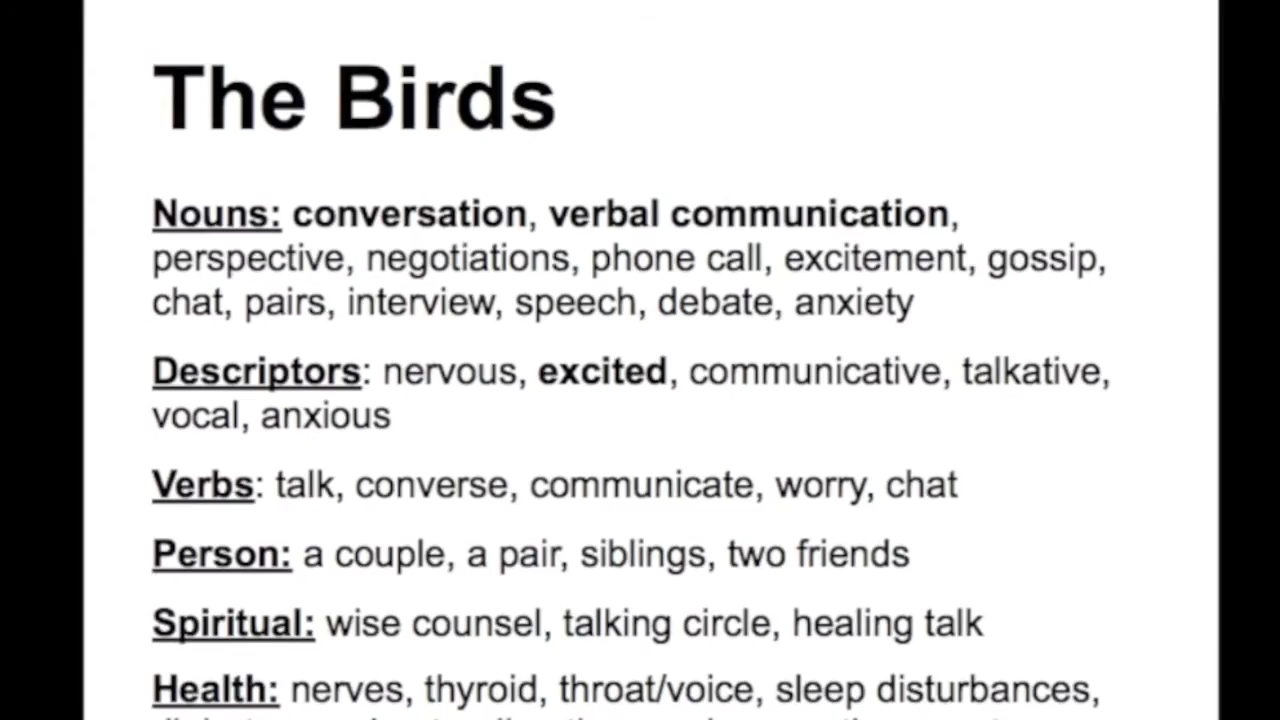 The Birds
Nouns: conversation, verbal communication,
perspective, negotiations, phone call, excitement, gossip,
chat, pairs, interview, speech, debate, anxiety
Descriptors: nervous, excited, communicative, talkative,
vocal, anxious
Verbs: talk, converse, communicate, worry, chat
Person: a couple, a pair, siblings, two friends
Spiritual: wise counsel, talking circle, healing talk
Health: nerves, thyroid, throat/voice, sleep disturbances,